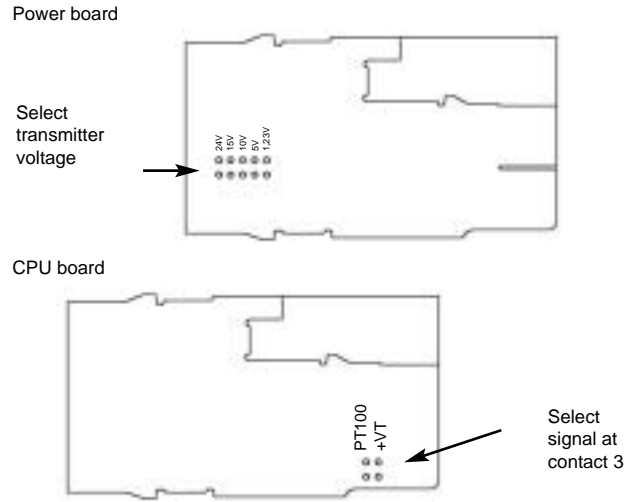 Power board
Select
transmitter
voltage
24V
15V
10V
5V
1,23V
CPU board
PT100
+VT
Select
signal at
contact 3